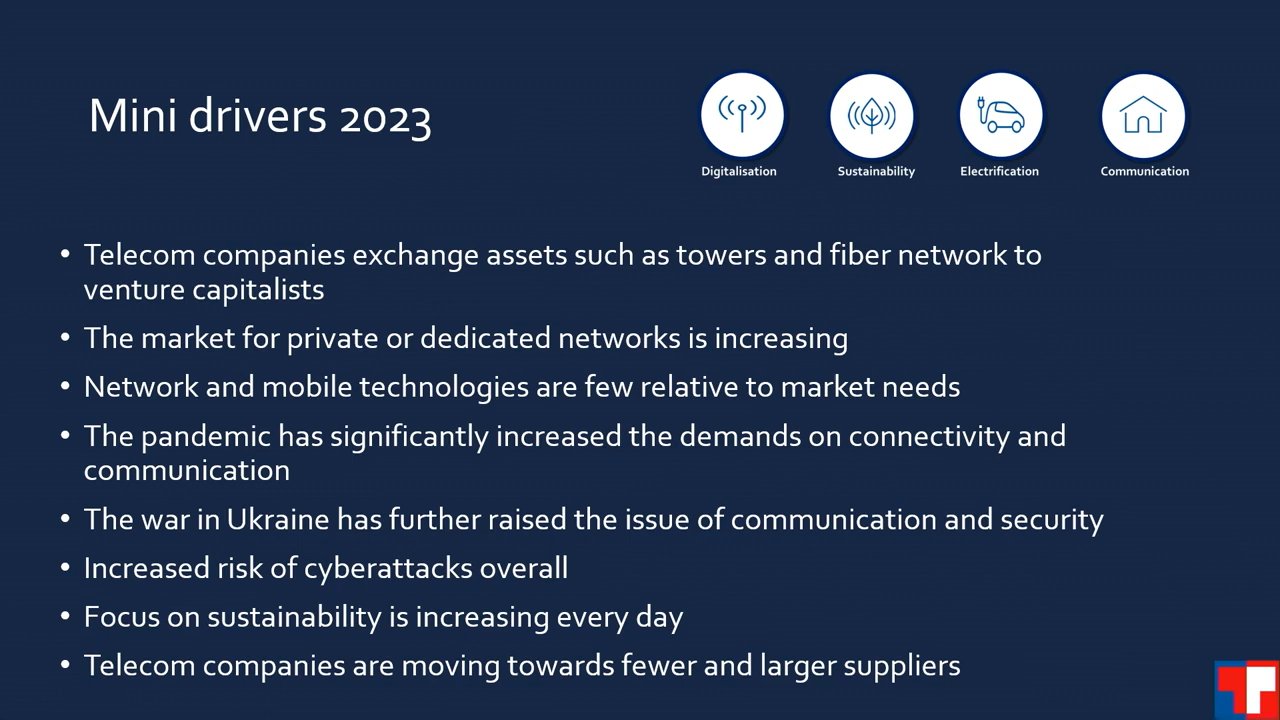 Mini drivers 2023
Digitalisation
Sustainability
Electrification
Communication
• Telecom companies exchange assets such as towers and fiber network to
venture capitalists
• The market for private or dedicated networks is increasing
• Network and mobile technologies are few relative to market needs
• The pandemic has significantly increased the demands on connectivity and
communication
• The war in Ukraine has further raised the issue of communication and security
• Increased risk of cyberattacks overall
• Focus on sustainability is increasing every day
• Telecom companies are moving towards fewer and larger suppliers